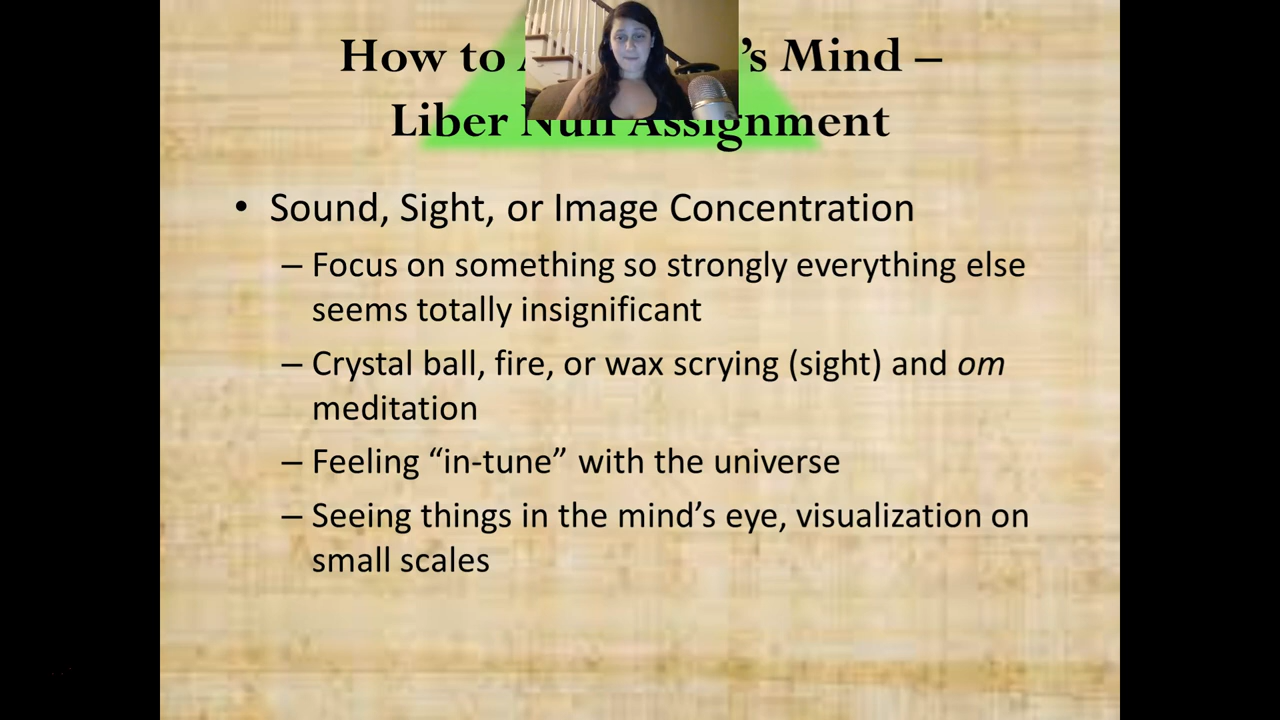 How to 's Mind –
Liber Null Assignment
• Sound, Sight, or Image Concentration
– Focus on something so strongly everything else
seems totally insignificant
– Crystal ball, fire, or wax scrying (sight) and om
meditation
– Feeling “in-tune” with the universe
– Seeing things in the mind’s eye, visualization on
small scales